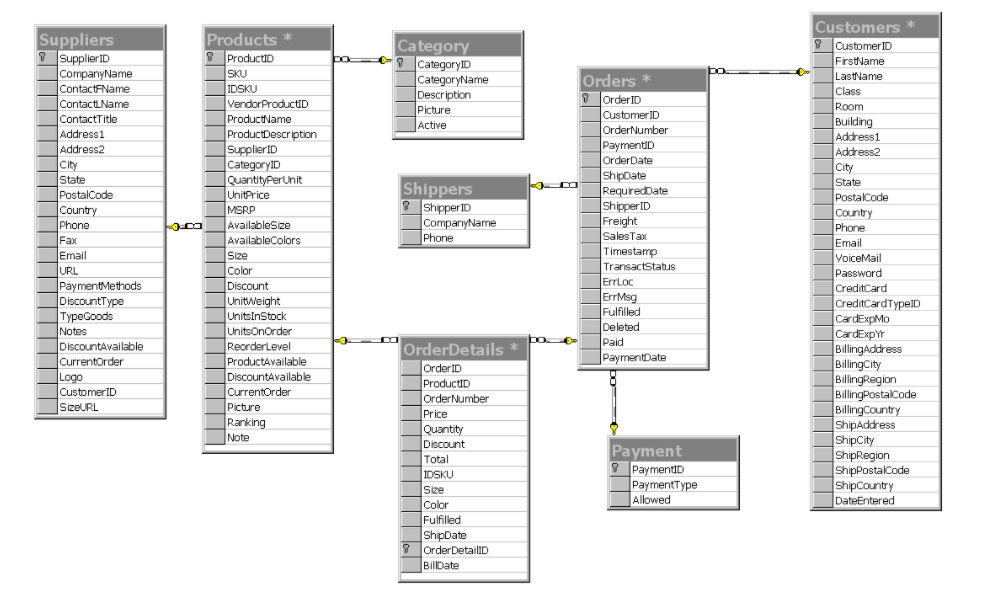 Suppliers
SupplierID
CompanyName
ContactFName
ContactLName
ContactTitle
Address1
Address2
City
State
PostalCode
Country
Phone
Fax
Email
URL
PaymentMethods
DiscountType
TypeGoods
Notes
DiscountAvailable
CurrentOrder
Logo
CustomerID
SizeURL
Products *
ProductID
SKU
IDSKU
VendorProductID
ProductName
ProductDescription
SupplierID
CategoryID
QuantityPerUnit
UnitPrice
MSRP
AvailableSize
AvailableColors
Size
Color
Discount
UnitWeight
UnitsInStock
UnitsOnOrder
ReorderLevel
ProductAvailable
DiscountAvailable
CurrentOrder
Picture
Ranking
Note
Category
CategoryID
CategoryName
Description
Picture
Active
Shippers
ShipperID
CompanyName
Phone
OrderDetails *
OrderID
ProductID
OrderNumber
Price
Quantity
Discount
Total
IDSKU
Size
Color
Fulfilled
ShipDate
OrderDetailID
BillDate
Orders *
OrderID
CustomerID
OrderNumber
PaymentID
OrderDate
ShipDate
RequiredDate
ShipperID
Freight
SalesTax
Timestamp
TransactStatus
ErrLoc
ErrMsg
Fulfilled
Deleted
Paid
PaymentDate
Payment
PaymentID
PaymentType
Allowed
Customers *
CustomerID
FirstName
LastName
Class
Room
Building
Address1
Address2
City
State
PostalCode
Country
Phone
Email
VoiceMail
Password
CreditCard
CreditCardTypeID
CardExpMo
CardExpYr
BillingAddress
BillingCity
BillingRegion
BillingPostalCode
BillingCountry
ShipAddress
ShipCity
ShipRegion
ShipPostalCode
ShipCountry
DateEntered